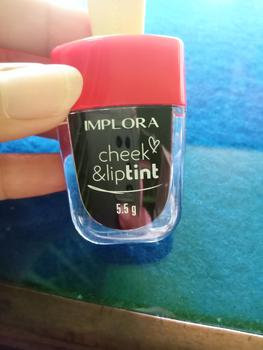 IMPLORA
cheek
&liptint
5.5 g